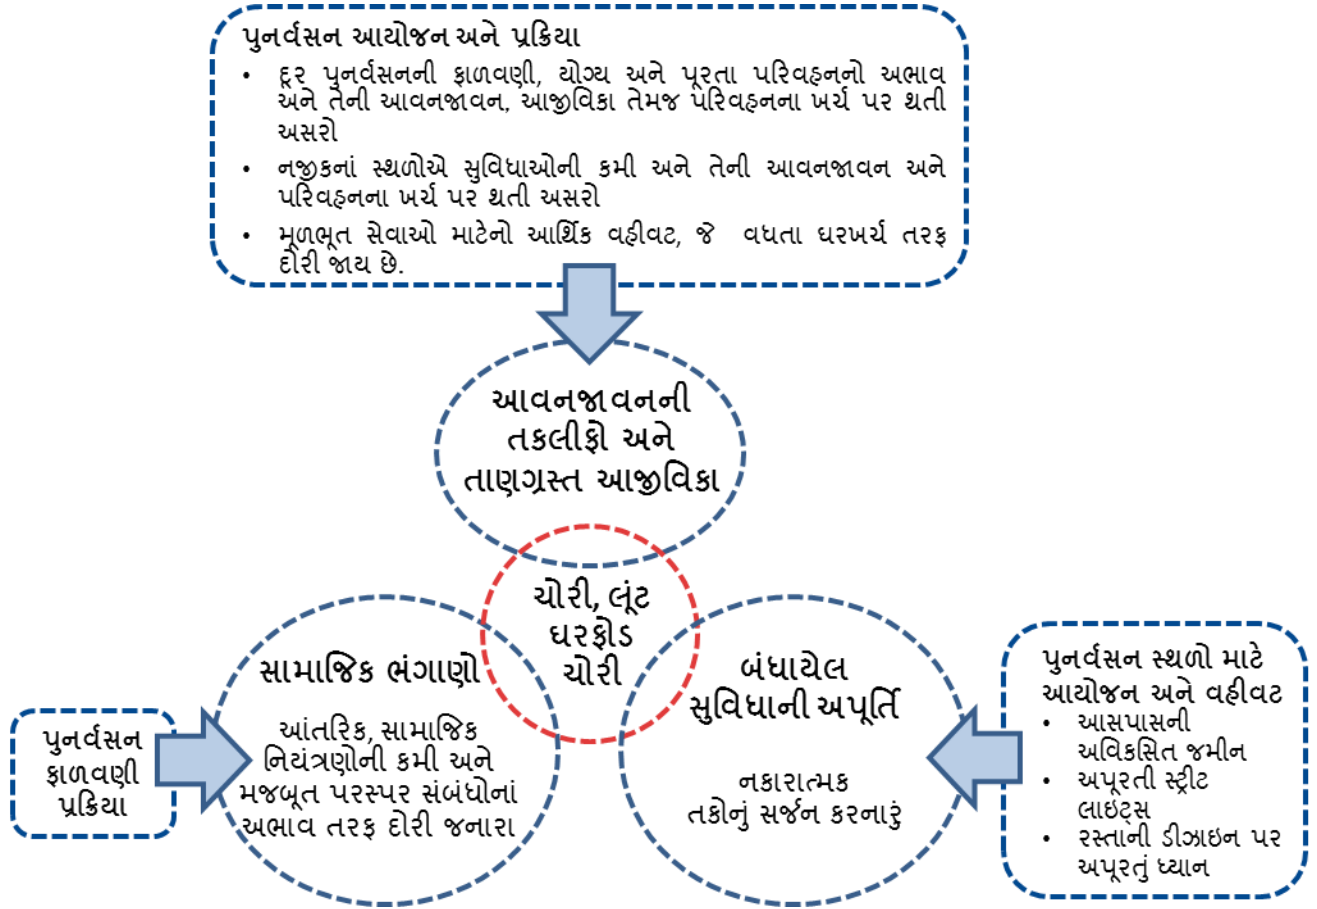 પુનર્વસન આયોજન અને પ્રક્રિયા
• દૂર પુનર્વસનની ફાળવણી, યોગ્ય અને પૂરતા પરિવહનનો અભાવ
અને તેની આવનજાવન, આજીવિકા તેમજ પરિવહનના ખર્ચ પર થતી
અસરો
• નજીકનાં સ્થળોએ સુવિધાઓની કમી અને તેની આવનજાવન અને
પરિવહનના ખર્ચ પર થતી અસરો
• મૂળભૂત સેવાઓ માટેનો આર્થિક વહીવટ, જે વધતા ઘરખર્ચ તરફ
દોરી જાય છે.
આવનજાવનની
તકલીફો અને
તાણગ્રસ્ત આજીવિકા
ચોરી, લૂંટ
ઘરફોડ
ચોરી
સામાજિક ભંગાણો
આંતરિક, સામાજિક
નિયંત્રણોની કમી અને
મજબૂત પરસ્પર સંબંધોનાં
અભાવ તરફ દોરી જનારા
પુનર્વસન
ફાળવણી
પ્રક્રિયા
બંધાયેલ
સુવિધાની અપૂર્તિ
નકારાત્મક
તકોનું સર્જન કરનારું
પુનર્વસન સ્થળો માટે
આયોજન અને વહીવટ
• આસપાસની
અવિકસિત જમીન
• અપૂરતી સ્ટ્રીટ
લાઇટ્સ
• રસ્તાની ડીઝાઇન પર
અપૂરતું ધ્યાન